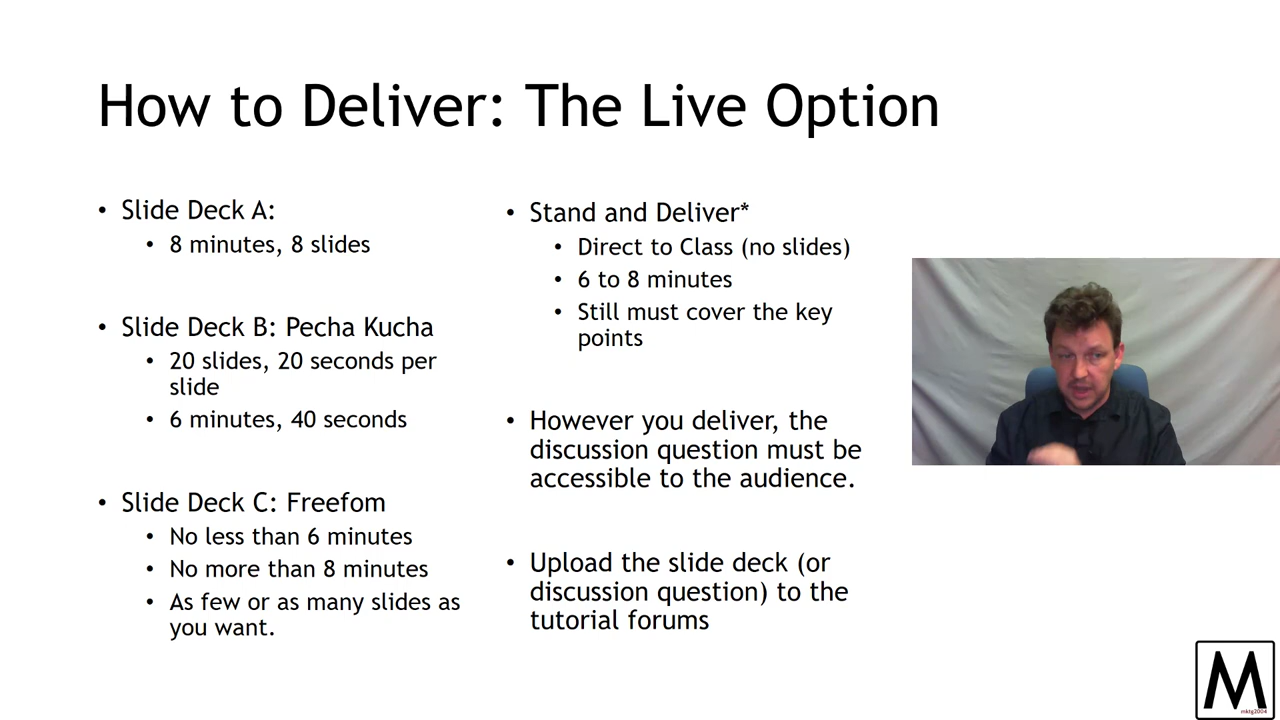 How to Deliver: The Live Option
• Slide Deck A:
• 8 minutes, 8 slides
• Slide Deck B: Pecha Kucha
• 20 slides, 20 seconds per
slide
• 6 minutes, 40 seconds
• Slide Deck C: Freefom
• No less than 6 minutes
• No more than 8 minutes
• As few or as many slides as
you want.
• Stand and Deliver*
• Direct to Class (no slides)
• 6 to 8 minutes
• Still must cover the key
points
• However you deliver, the
discussion question must be
accessible to the audience.
• Upload the slide deck (or
discussion question) to the
tutorial forums
M
mktg2004